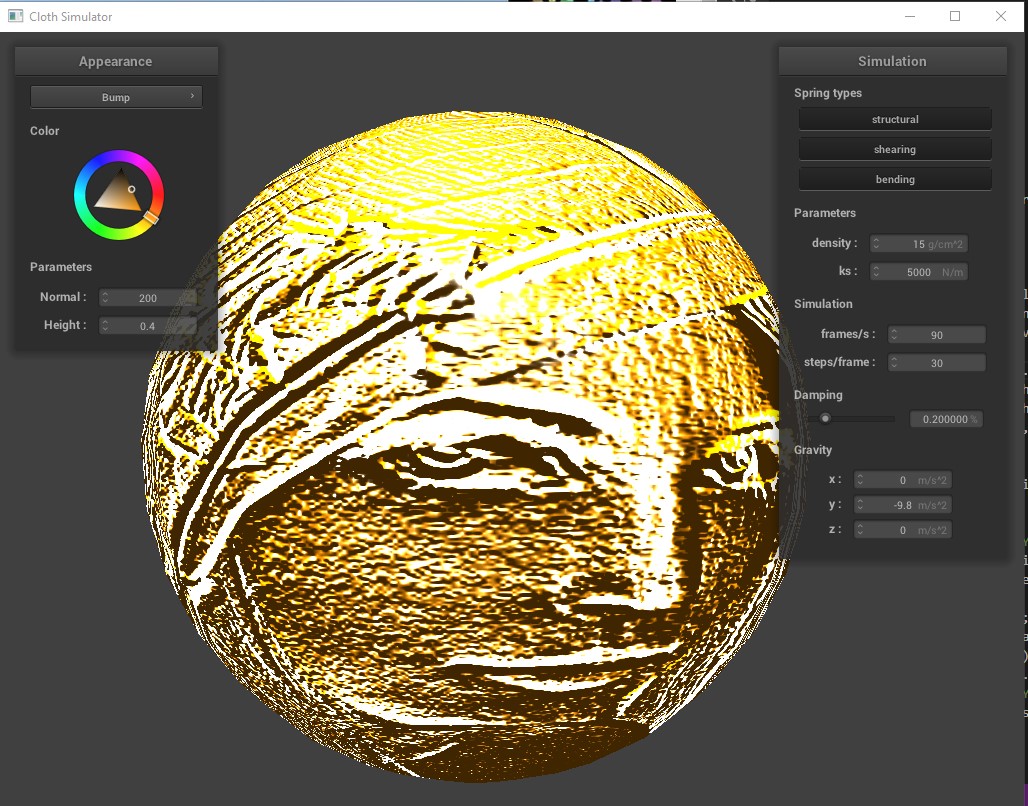 Cloth Simulator
Appearance
Bump
Color
Parameters
Normal : 200
Height : 0.4
Simulation
Spring types
structural
shearing
bending
Parameters
density : 15 g/cm^2
ks : 5000 N/m
Simulation
frames/s : 90
steps/frame : 30
Damping
0.200000 %
Gravity
x : 0 m/s^2
y : -9.8 m/s^2
z : 0 m/s^2